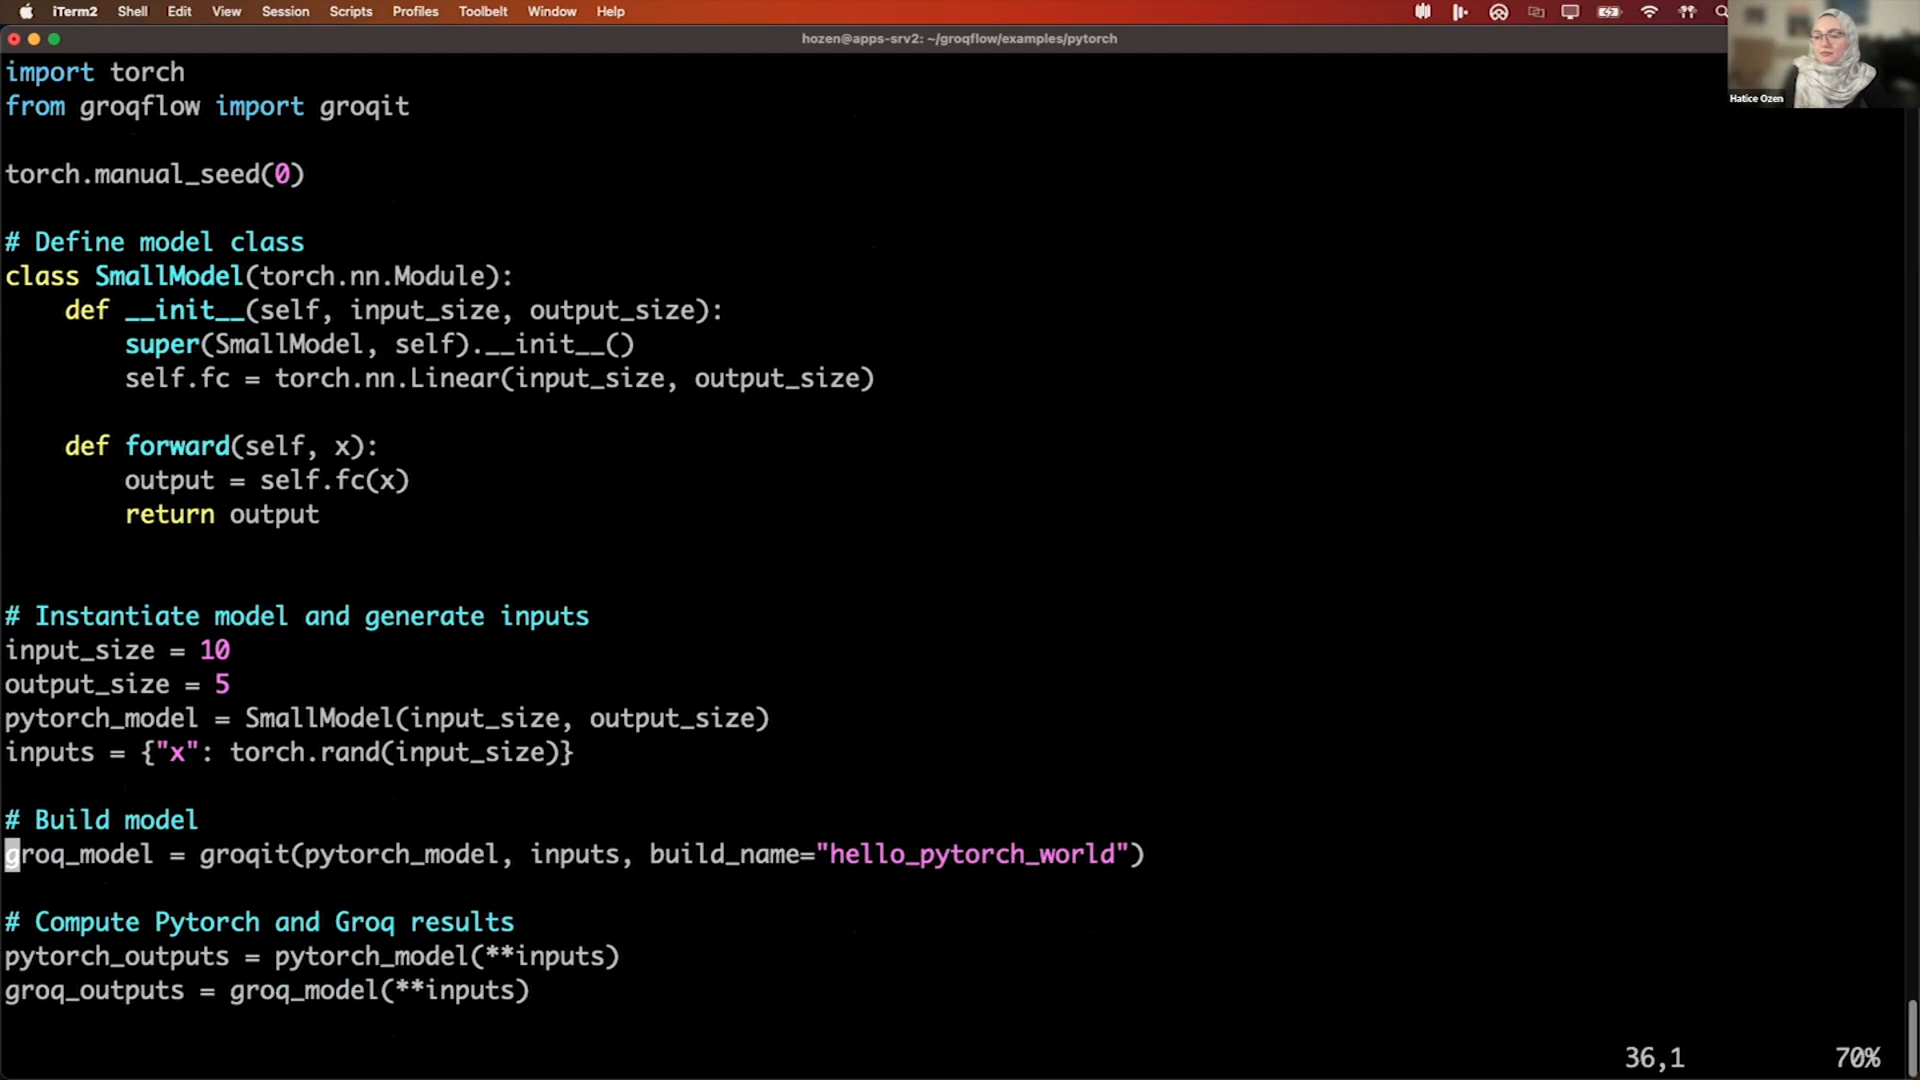 iTerm2 Shell Edit View Session Scripts Profiles Toolbelt Window Help
hozen@apps-srv2: ~/groqflow/examples/pytorch
Hatice Ozen
import torch
from groqflow import groqit
torch.manual_seed(0)
# Define model class
class SmallModel(torch.nn.Module):
    def __init__(self, input_size, output_size):
        super(SmallModel, self).__init__()
        self.fc = torch.nn.Linear(input_size, output_size)
    def forward(self, x):
        output = self.fc(x)
        return output
# Instantiate model and generate inputs
input_size = 10
output_size = 5
pytorch_model = SmallModel(input_size, output_size)
inputs = {"x": torch.rand(input_size)}
# Build model
groq_model = groqit(pytorch_model, inputs, build_name="hello_pytorch_world")
# Compute Pytorch and Groq results
pytorch_outputs = pytorch_model(**inputs)
groq_outputs = groq_model(**inputs)
36,1 70%